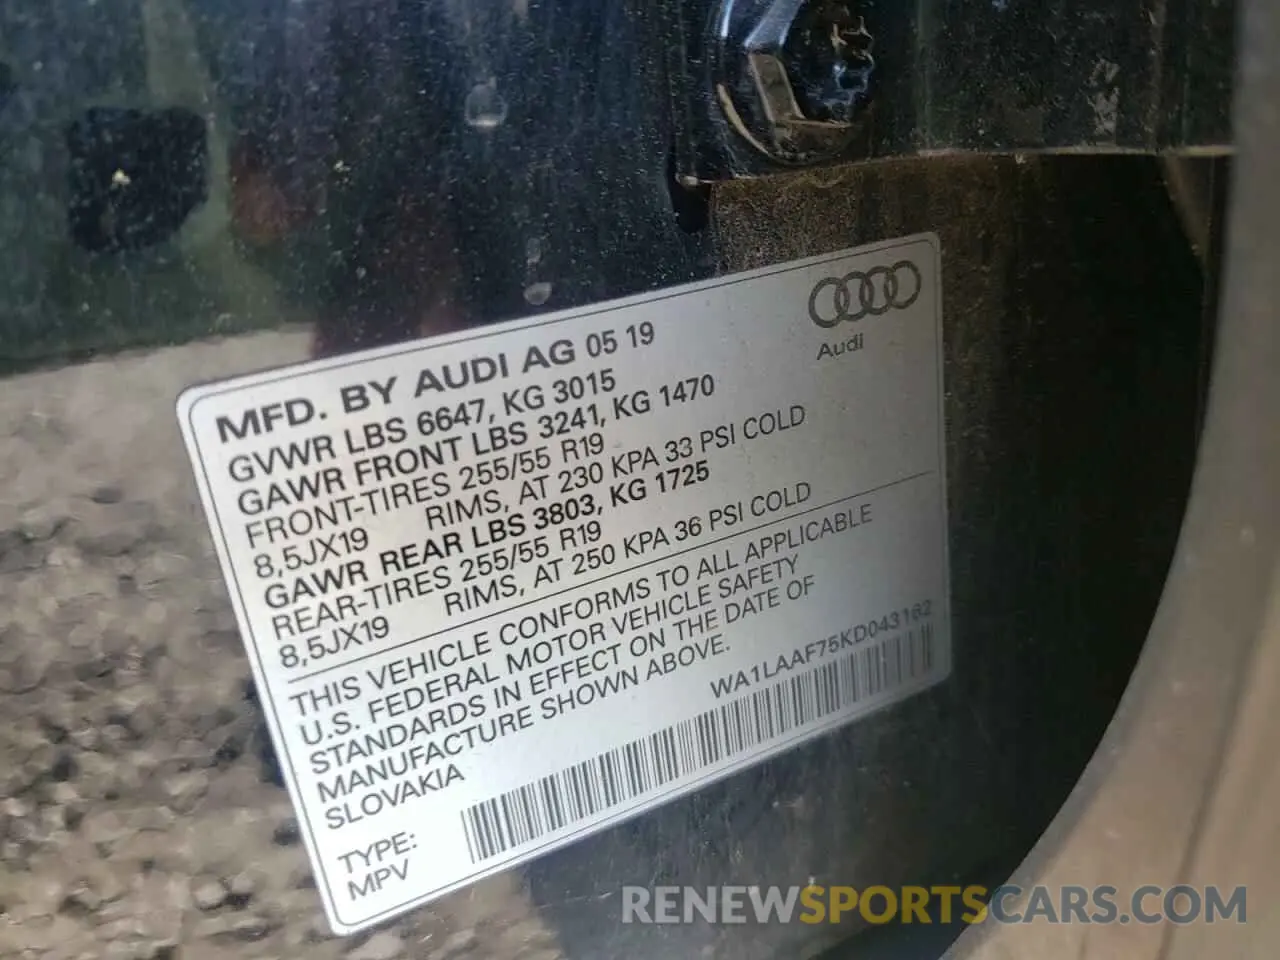 Audi
MFD. BY AUDI AG 05 19
GVWR LBS 6647, KG 3015
GAWR FRONT LBS 3241, KG 1470
FRONT-TIRES 255/55 R19
8,5JX19 RIMS, AT 230 KPA 33 PSI COLD
GAWR REAR LBS 3803, KG 1725
REAR-TIRES 255/55 R19
8,5JX19 RIMS, AT 250 KPA 36 PSI COLD
THIS VEHICLE CONFORMS TO ALL APPLICABLE
U.S. FEDERAL MOTOR VEHICLE SAFETY
STANDARDS IN EFFECT ON THE DATE OF
MANUFACTURE SHOWN ABOVE.
SLOVAKIA
WA1LAAF75KD043162
TYPE:
MPV
RENEWSPORTSCARS.COM